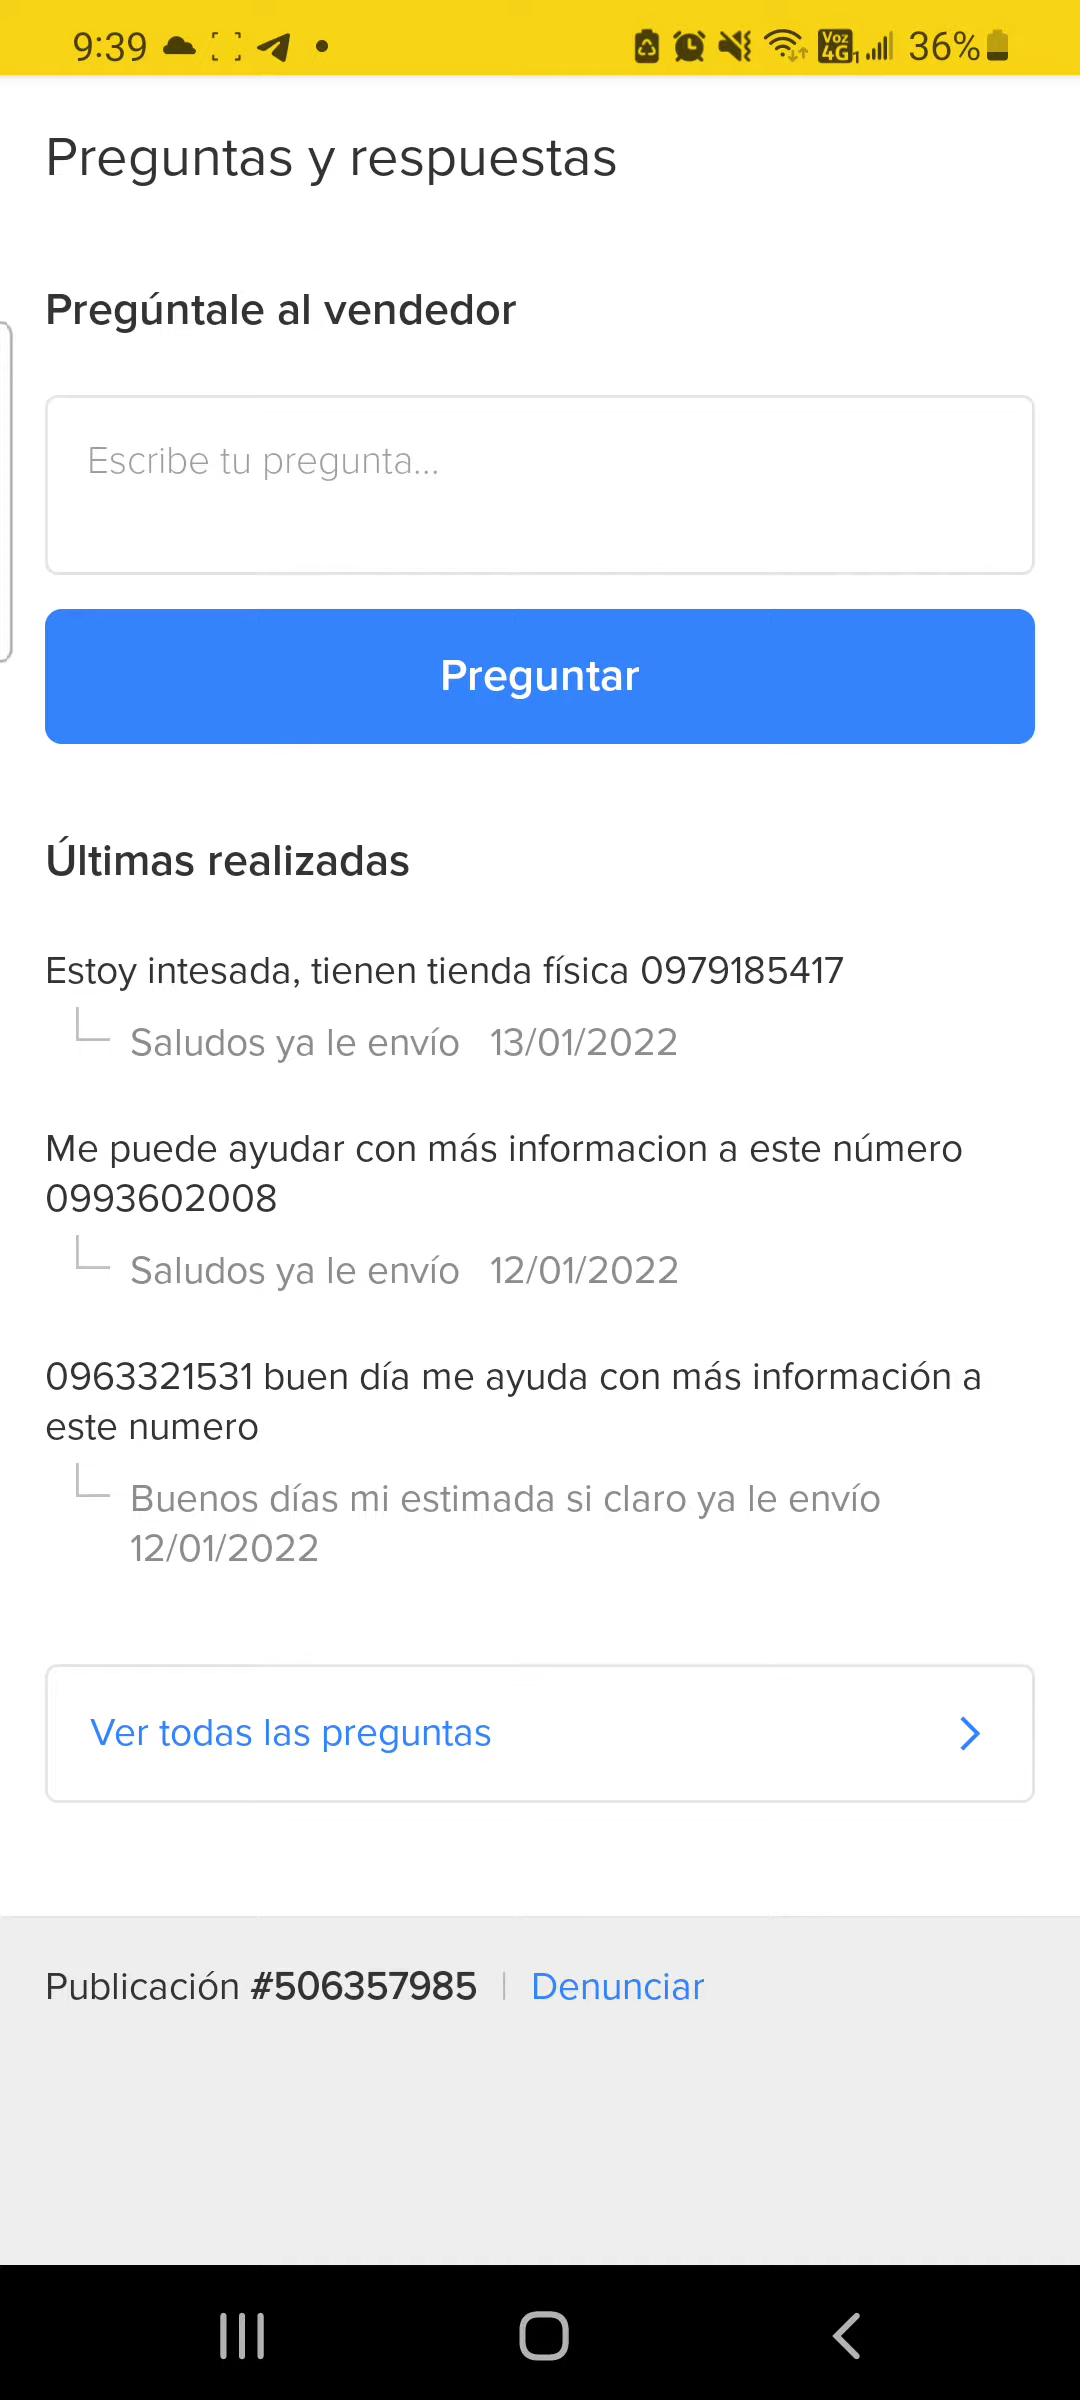 9:39
Voz
4G 1 36%
Preguntas y respuestas
Pregúntale al vendedor
Escribe tu pregunta...
Preguntar
Últimas realizadas
Estoy intesada, tienen tienda física 0979185417
Saludos ya le envío 13/01/2022
Me puede ayudar con más informacion a este número
0993602008
Saludos ya le envío 12/01/2022
0963321531 buen día me ayuda con más información a
este numero
Buenos días mi estimada si claro ya le envío
12/01/2022
Ver todas las preguntas
Publicación #506357985 | Denunciar